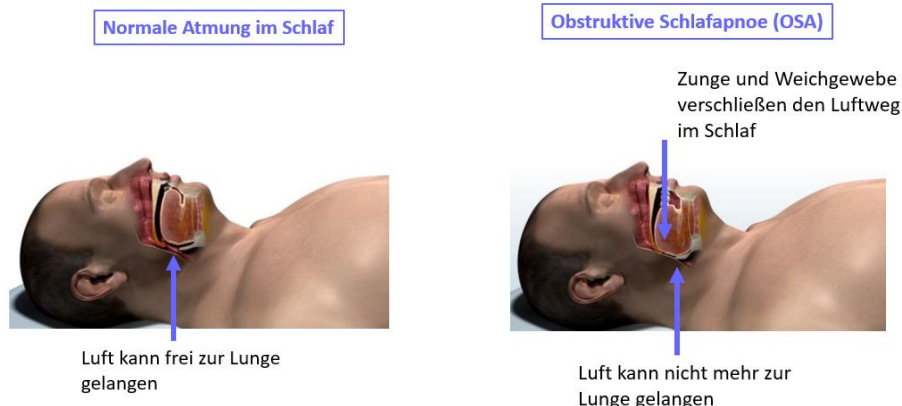 Normale Atmung im Schlaf
Obstruktive Schlafapnoe (OSA)
Zunge und Weichgewebe
verschließen den Luftweg
im Schlaf
Luft kann frei zur Lunge
gelangen
Luft kann nicht mehr zur
Lunge gelangen